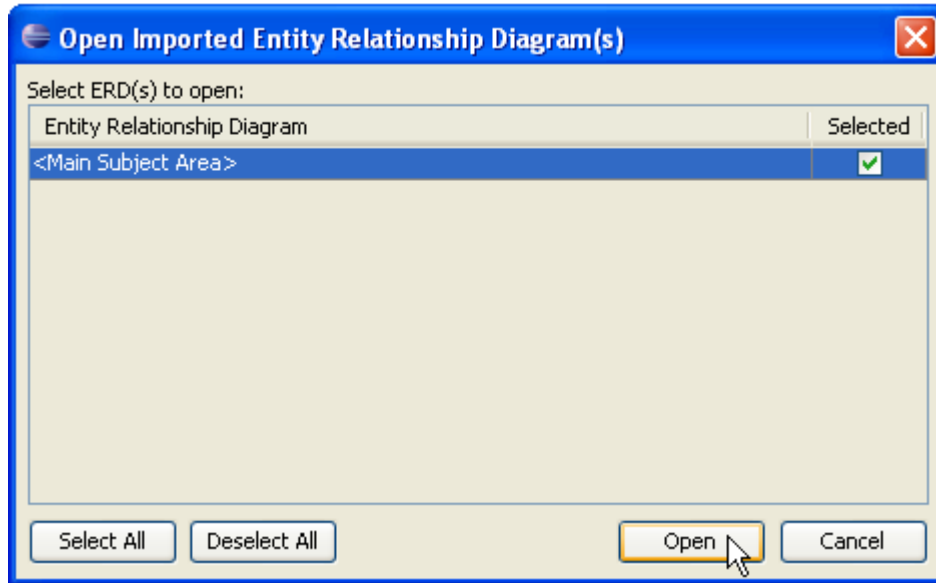 Open Imported Entity Relationship Diagram(s)
Select ERD(s) to open:
Entity Relationship Diagram Selected
<Main Subject Area>
Select All Deselect All Open Cancel